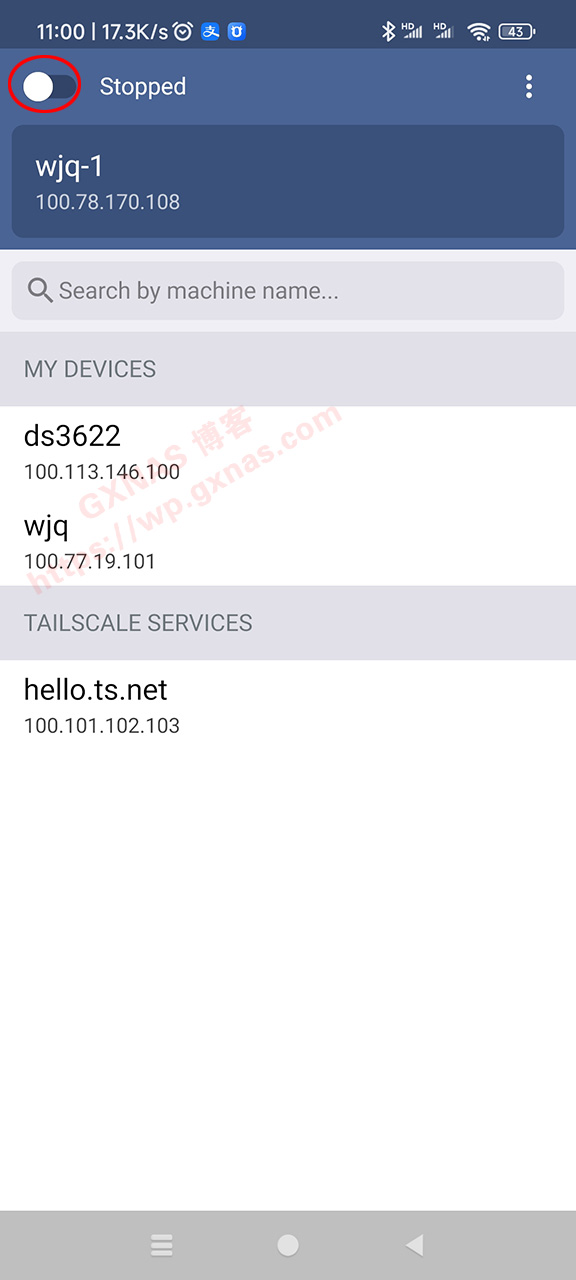 11:00 | 17.3K/s 支 HD HD 43
Stopped
wjq-1
100.78.170.108
Search by machine name...
MY DEVICES
ds3622
100.113.146.100
GXNAS 博客
https://wp.gxnas.com
wjq
100.77.19.101
TAILSCALE SERVICES
hello.ts.net
100.101.102.103